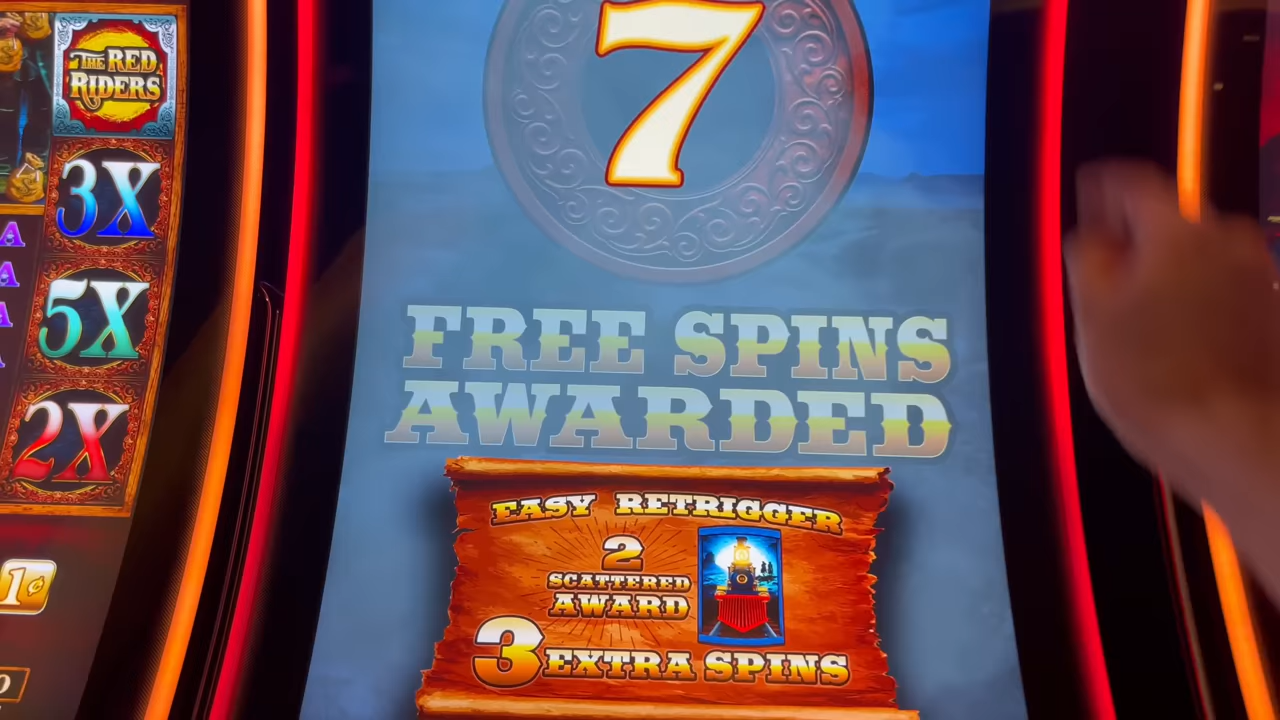 THE RED
RIDERS
3X
5X
2X
A
A
A
1¢
0
7
FREE SPINS
AWARDED
EASY RETRIGGER
2
SCATTERED
AWARD
3 EXTRA SPINS